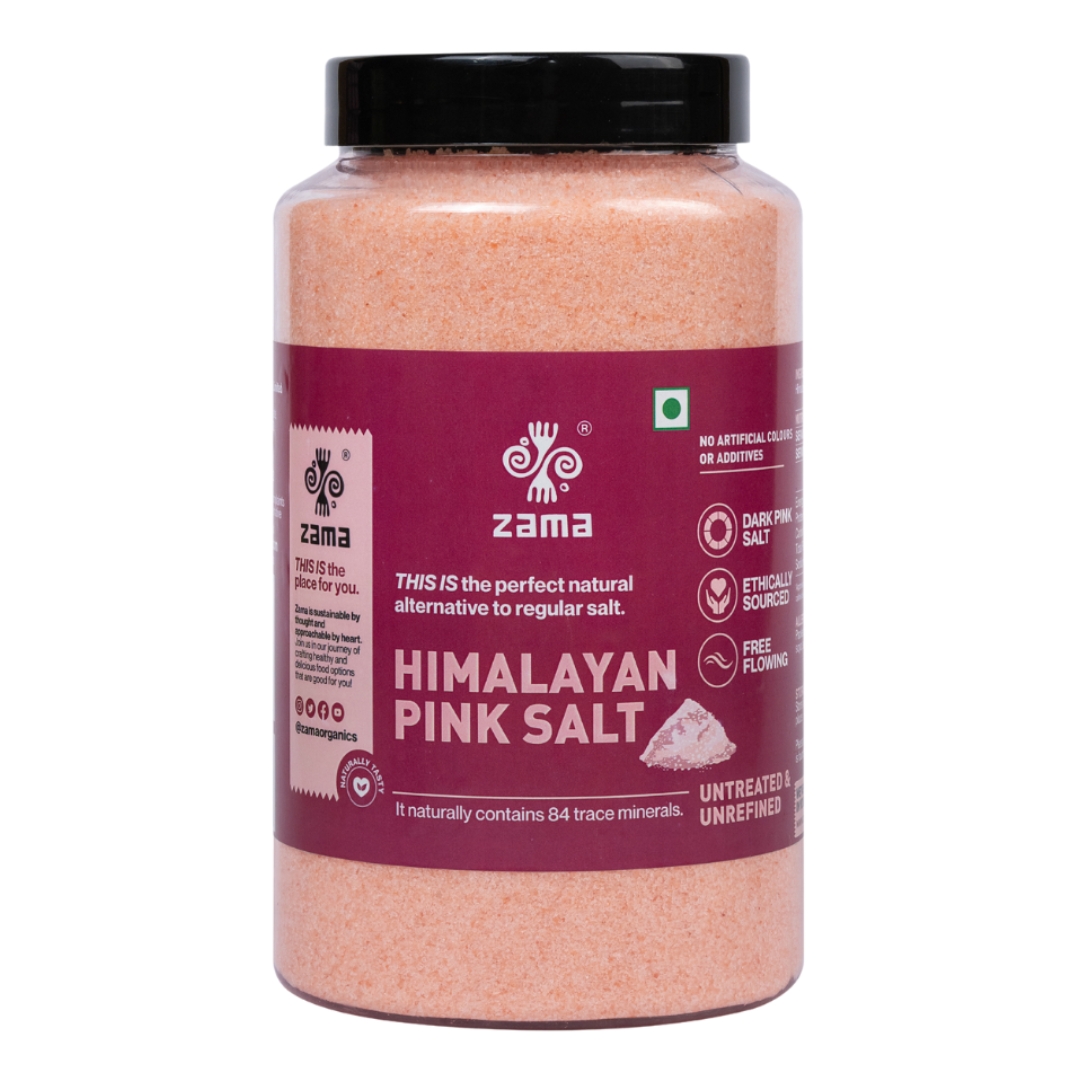 ®
zama
THIS IS the
place for you.
Zama is sustainable by
thought and
approachable by heart.
Join us in our journey of
crafting healthy and
delicious food options
that are good for you!
@zamaorganics
NATURALLY TASTY
®
zama
THIS IS the perfect natural
alternative to regular salt.
HIMALAYAN
PINK SALT
It naturally contains 84 trace minerals.
NO ARTIFICIAL COLOURS
OR ADDITIVES
DARK PINK
SALT
ETHICALLY
SOURCED
FREE
FLOWING
UNTREATED &
UNREFINED